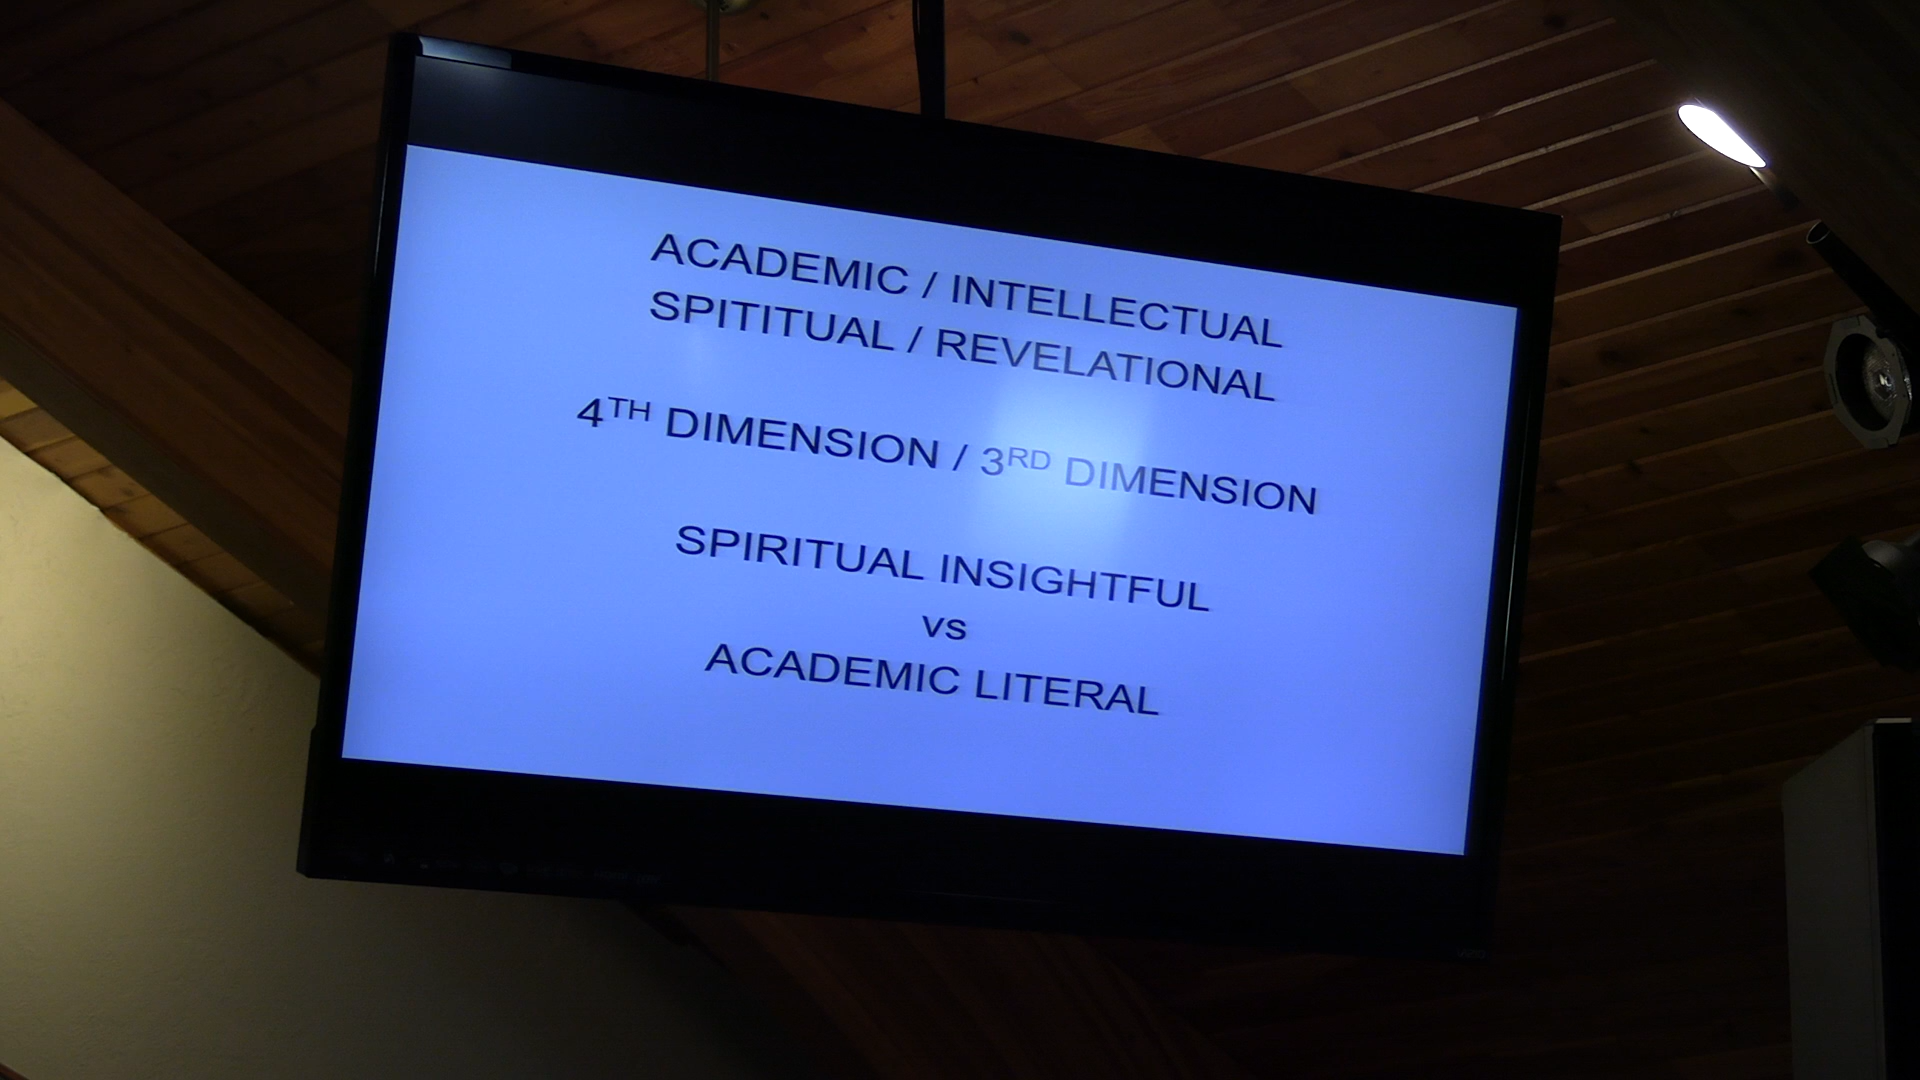 ACADEMIC / INTELLECTUAL
SPITITUAL / REVELATIONAL
4TH DIMENSION / 3RD DIMENSION
SPIRITUAL INSIGHTFUL
vs
ACADEMIC LITERAL